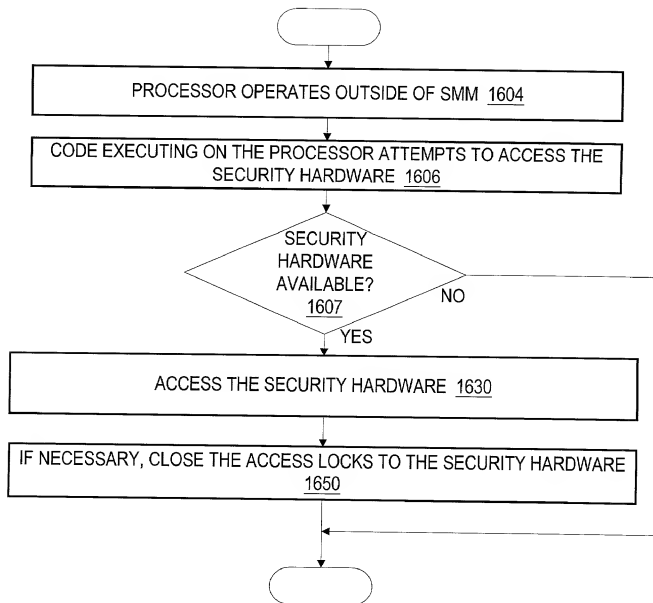 PROCESSOR OPERATES OUTSIDE OF SMM 1604
CODE EXECUTING ON THE PROCESSOR ATTEMPTS TO ACCESS THE
SECURITY HARDWARE 1606
SECURITY
HARDWARE
AVAILABLE?
1607
NO
YES
ACCESS THE SECURITY HARDWARE 1630
IF NECESSARY, CLOSE THE ACCESS LOCKS TO THE SECURITY HARDWARE
1650